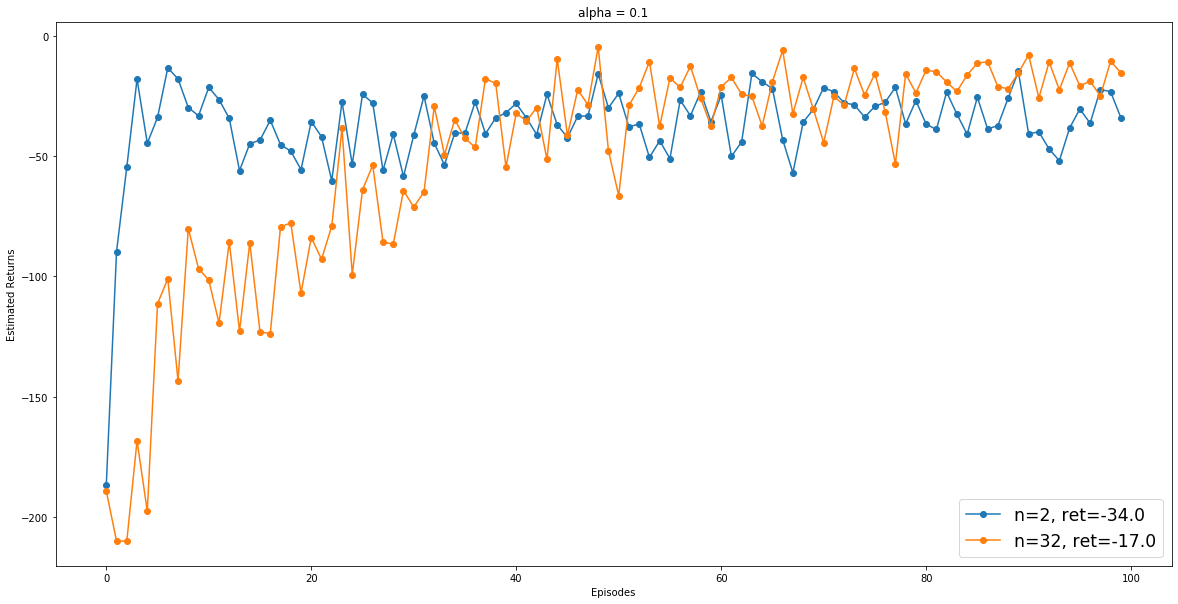 alpha = 0.1
Estimated Returns
0
−50
−100
−150
−200
0
20
40
60
80
100
Episodes
n=2, ret=-34.0
n=32, ret=-17.0